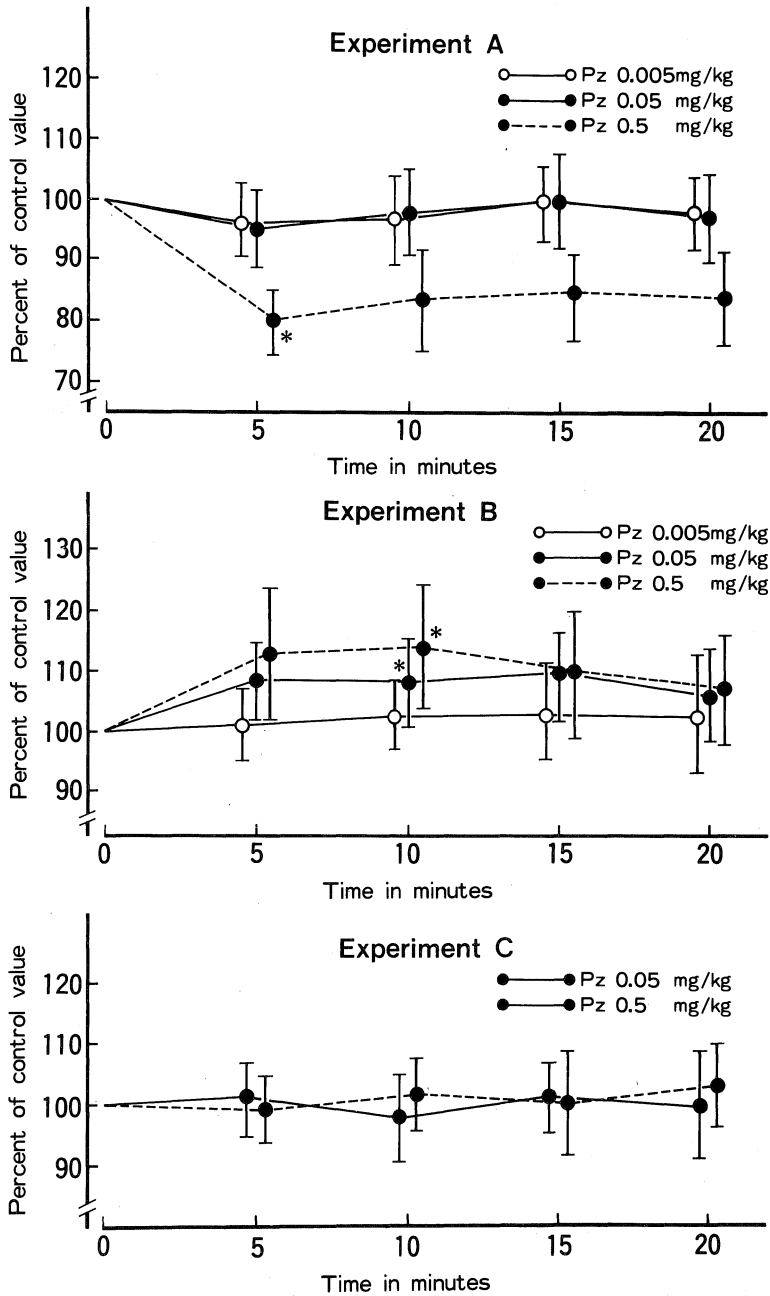 Experiment A
Pz 0.005mg/kg
Pz 0.05 mg/kg
Pz 0.5 mg/kg
Percent of control value
120
110
100
90
80
70
*
0 5 10 15 20
Time in minutes
Experiment B
Pz 0.005mg/kg
Pz 0.05 mg/kg
Pz 0.5 mg/kg
Percent of control value
130
120
110
100
90
* *
0 5 10 15 20
Time in minutes
Experiment C
Pz 0.05 mg/kg
Pz 0.5 mg/kg
Percent of control value
120
110
100
90
0 5 10 15 20
Time in minutes